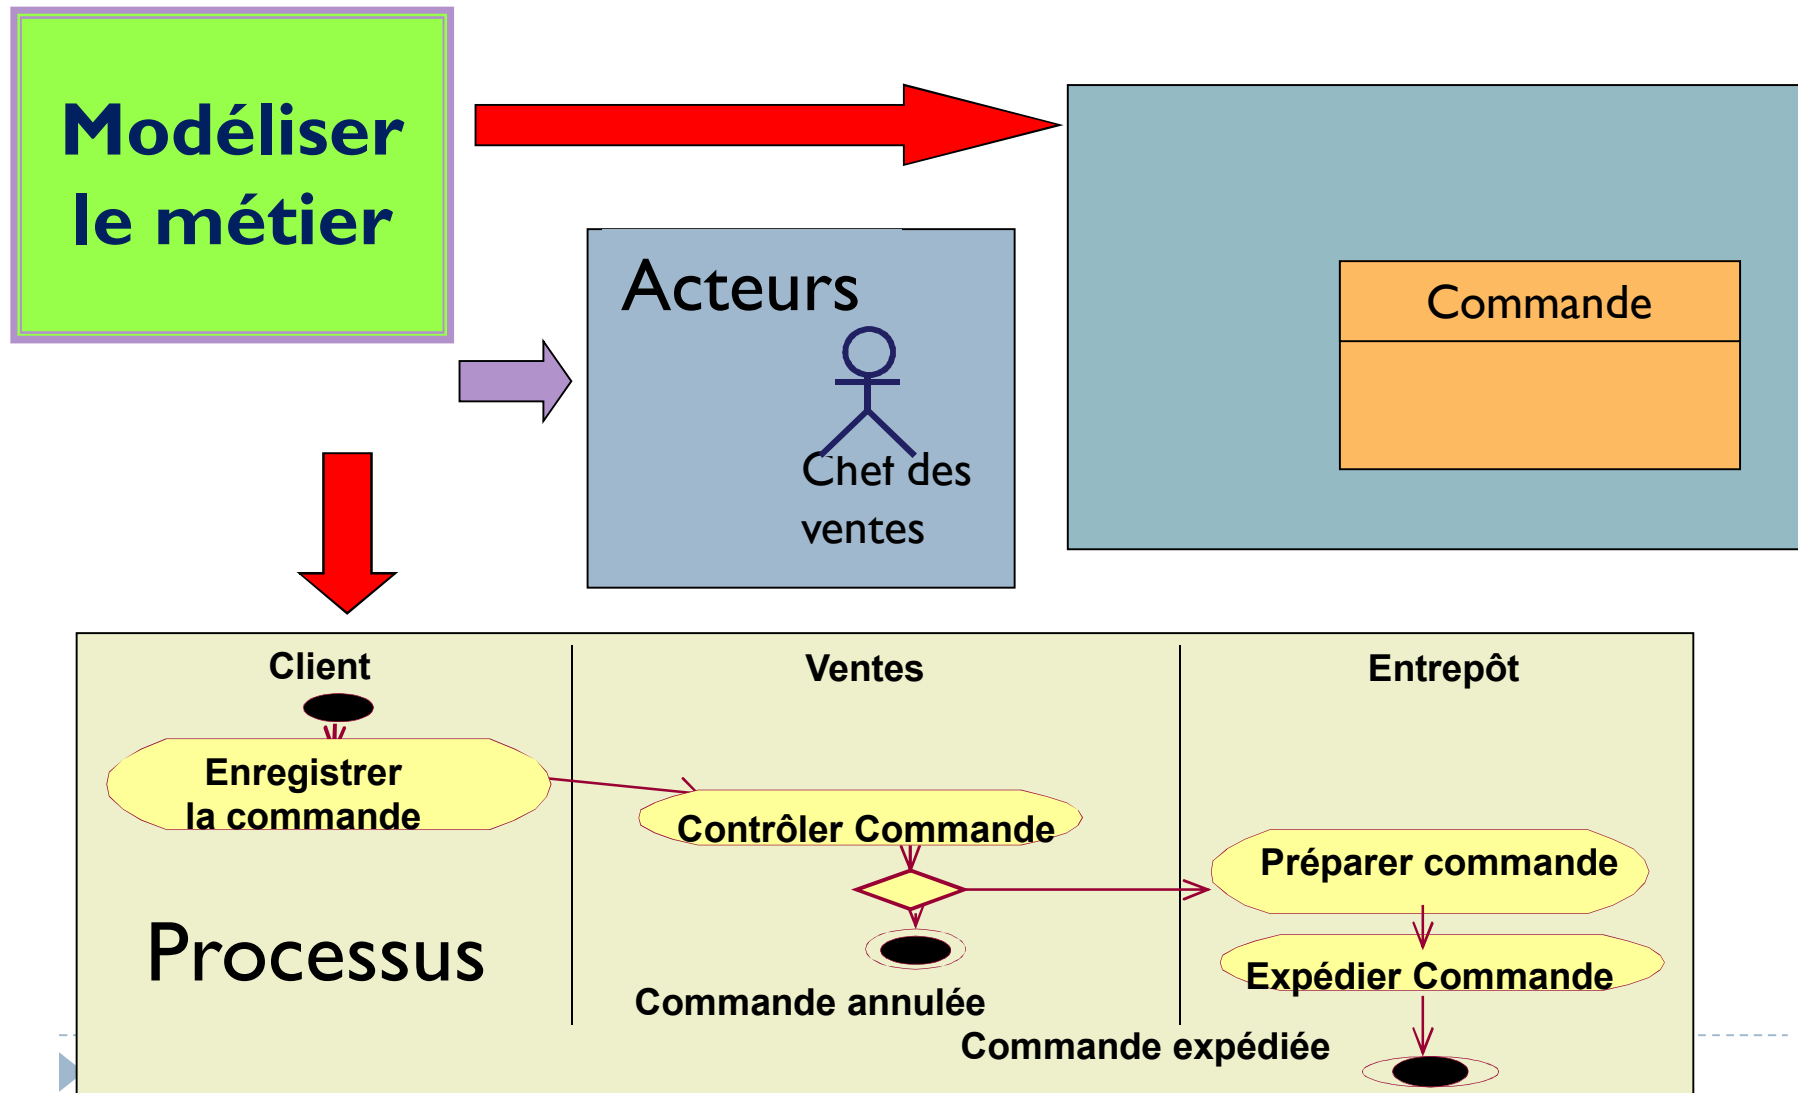 Modéliser
le métier
Acteurs
Chef des
ventes
Commande
Client
Ventes
Entrepôt
Enregistrer
la commande
Contrôler Commande
Préparer commande
Processus
Expédier Commande
Commande annulée
Commande expédiée